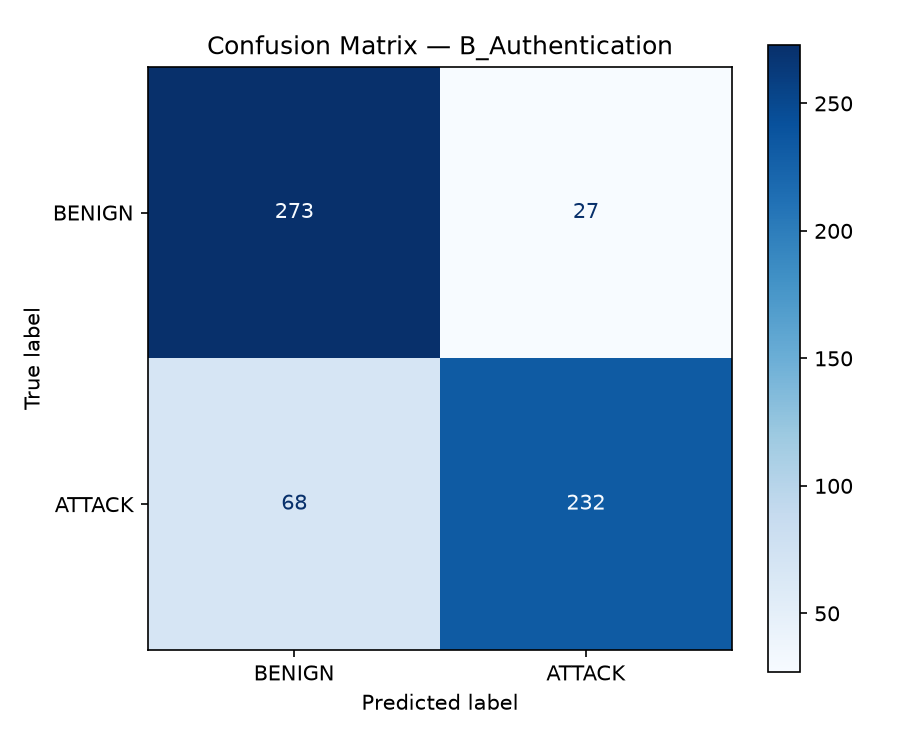 Confusion Matrix — B_Authentication
BENIGN
273
27
250
200
150
100
50
True label
ATTACK
68
232
BENIGN
ATTACK
Predicted label